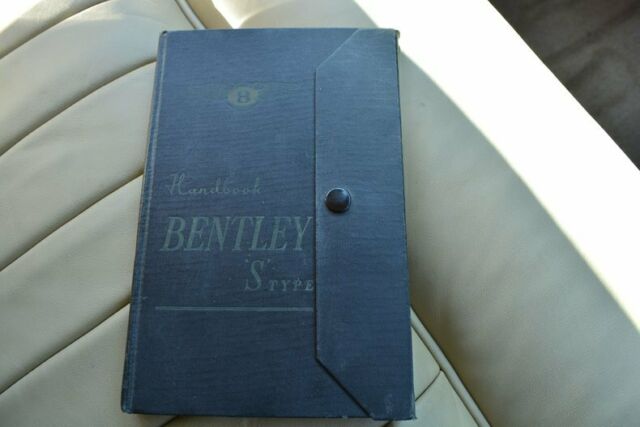 B
Handbook
BENTLEY
'S' TYPE